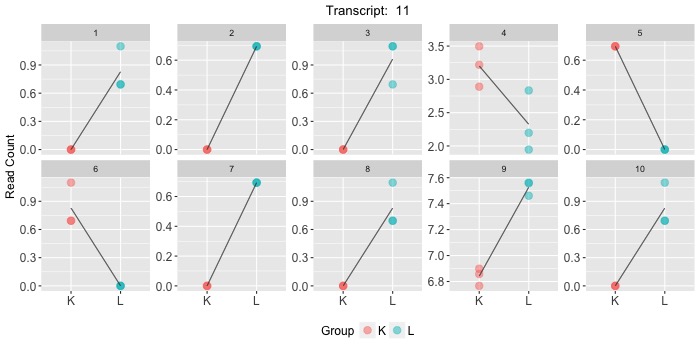 Transcript: 11
1 2 3 4 5
0.9 0.6 0.3 0.0
0.6 0.4 0.2 0.0
0.9 0.6 0.3 0.0
3.5 3.0 2.5 2.0
0.6 0.4 0.2 0.0
Read Count
6 7 8 9 10
0.9 0.6 0.3 0.0
0.6 0.4 0.2 0.0
0.9 0.6 0.3 0.0
7.6 7.4 7.2 7.0 6.8
0.9 0.6 0.3 0.0
K L K L K L K L K L
Group K L